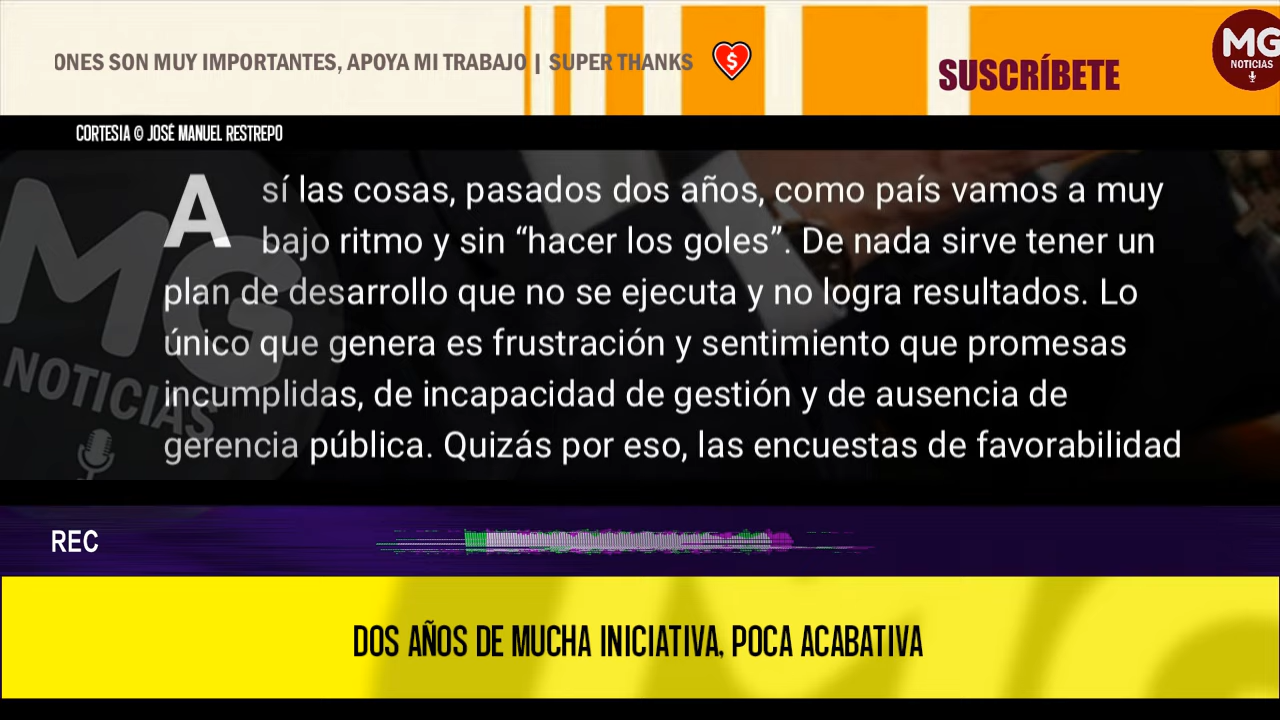 ONES SON MUY IMPORTANTES, APOYA MI TRABAJO | SUPER THANKS
SUSCRÍBETE
MG
NOTICIAS
CORTESIA © JOSÉ MANUEL RESTREPO
Así las cosas, pasados dos años, como país vamos a muy
bajo ritmo y sin “hacer los goles”. De nada sirve tener un
plan de desarrollo que no se ejecuta y no logra resultados. Lo
único que genera es frustración y sentimiento que promesas
incumplidas, de incapacidad de gestión y de ausencia de
gerencia pública. Quizás por eso, las encuestas de favorabilidad
MG
NOTICIAS
REC
DOS AÑOS DE MUCHA INICIATIVA, POCA ACABATIVA